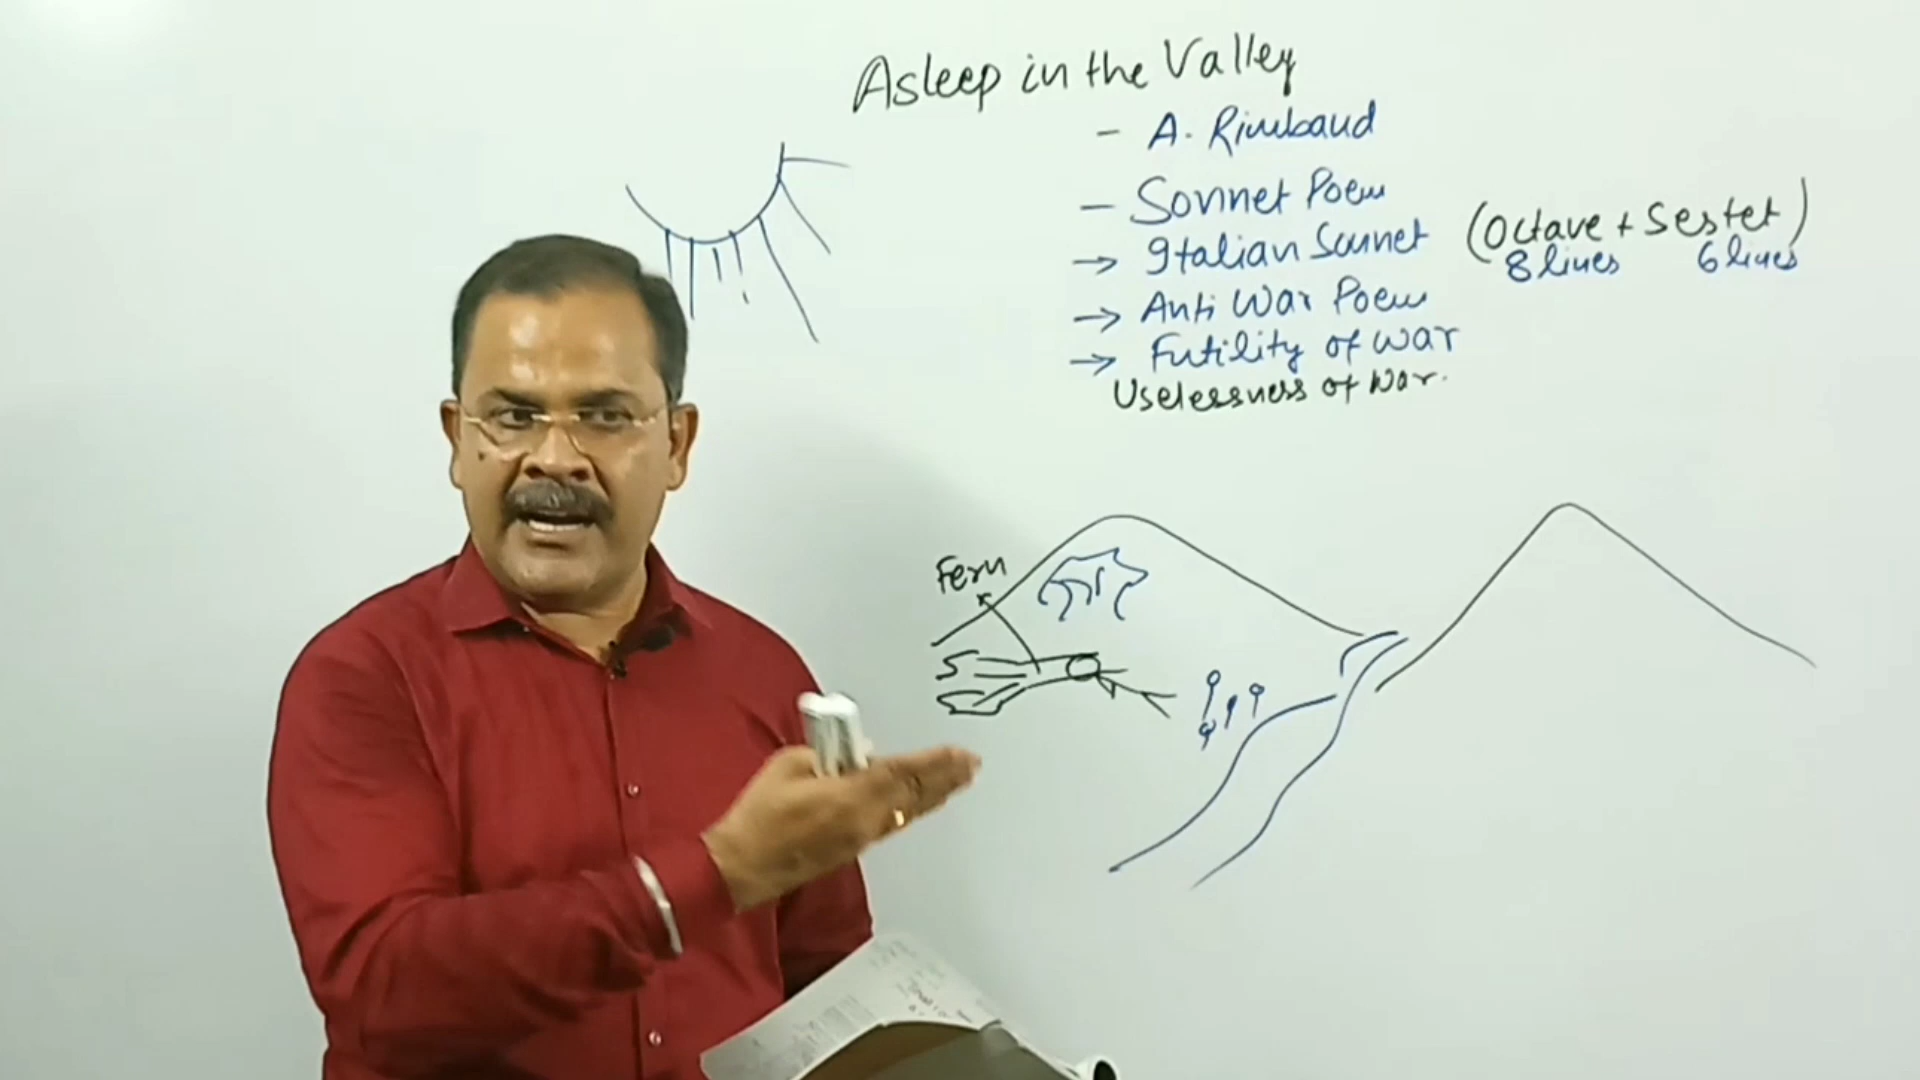 Asleep in the Valley
- A. Rimbaud
- Sonnet Poem
→ Italian Sonnet (Octave + Sestet)
8 lines 6 lines
→ Anti War Poem
→ Futility of war
Uselessness of war.
Fern